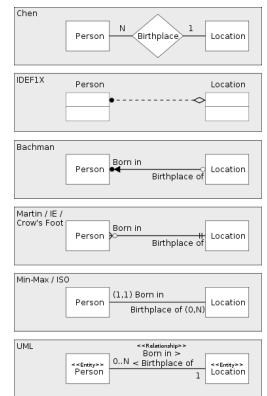 Chen
Person N Birthplace 1 Location
IDEF1X
Person Location
Bachman
Person Born in Birthplace of Location
Martin / IE /
Crow's Foot
Person Born in Birthplace of Location
Min-Max / ISO
Person (1,1) Born in Birthplace of (0,N) Location
UML
<<Relationship>>
Born in >
0..N < Birthplace of
<<Entity>> <<Entity>>
Person 1 Location